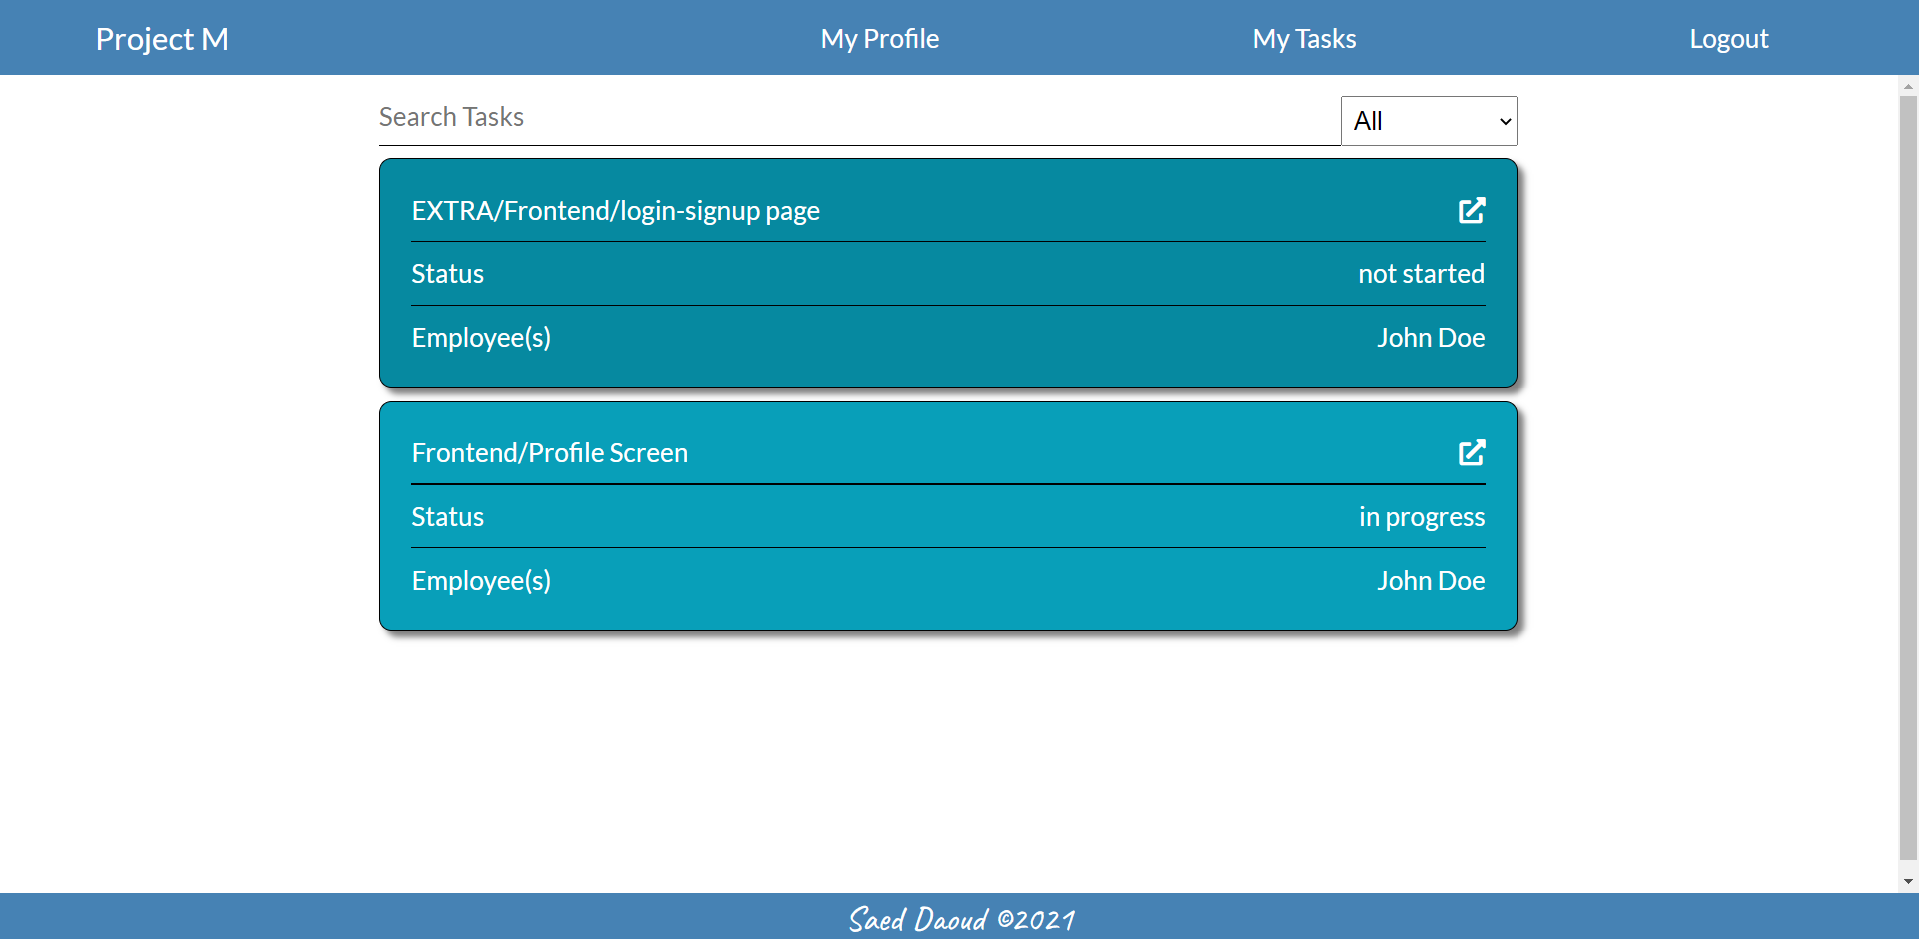 Project M My Profile My Tasks Logout
Search Tasks All
EXTRA/Frontend/login-signup page
Status not started
Employee(s) John Doe
Frontend/Profile Screen
Status in progress
Employee(s) John Doe
Saed Daoud ©2021